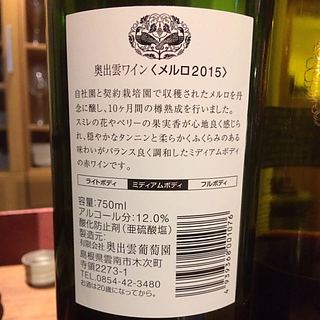 奥出雲ワイン〈メルロ2015〉
自社園と契約栽培園で収穫されたメルロを丹
念に醸し、10ヶ月間の樽熟成を行いました。
スミレの花やベリーの果実香が心地良く感じら
れ、穏やかなタンニンと柔らかくふくらみのある
味わいがバランス良く調和したミディアムボディ
の赤ワインです。
ライトボディ ミディアムボディ フルボディ
容量:750ml
アルコール分:12.0%
酸化防止剤(亜硫酸塩)
製造元:
有限会社奥出雲葡萄園
島根県雲南市木次町
寺領2273-1
TEL.0854-42-3480
お酒は20歳になってから。
4939368001076